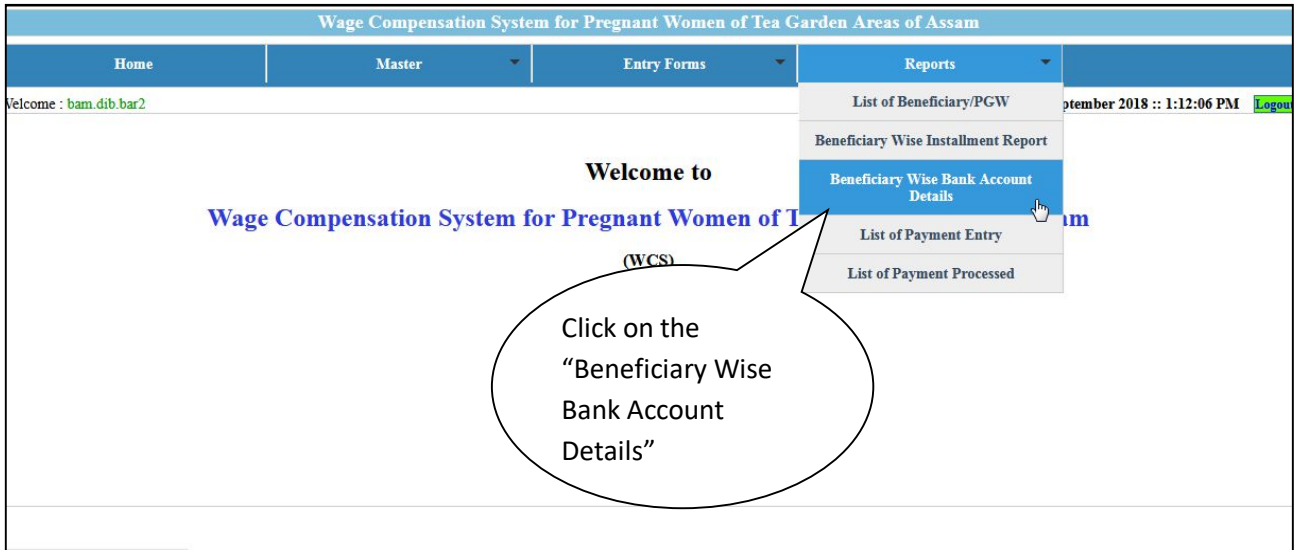 Wage Compensation System for Pregnant Women of Tea Garden Areas of Assam
Home Master Entry Forms Reports
Welcome : bam.dib.bar2
ptember 2018 :: 1:12:06 PM Logout
List of Beneficiary/PGW
Beneficiary Wise Installment Report
Beneficiary Wise Bank Account
Details
List of Payment Entry
List of Payment Processed
Welcome to
Wage Compensation System for Pregnant Women of T am
(WCS)
Click on the
“Beneficiary Wise
Bank Account
Details”